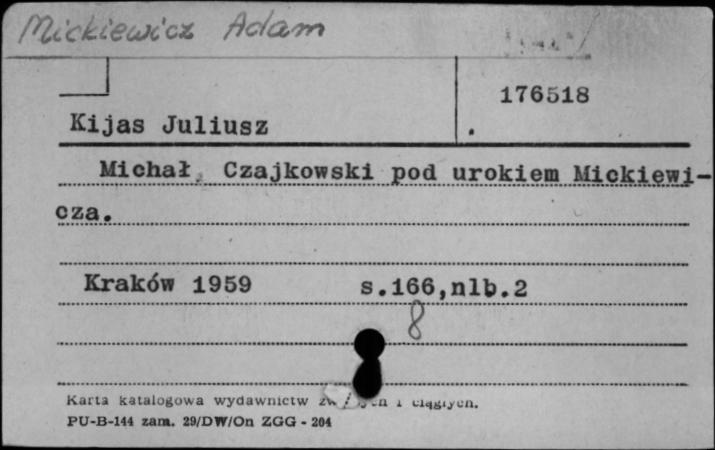 Mickiewicz Adam
176518
Kijas Juliusz
Michał Czajkowski pod urokiem Mickiewi-
cza.
Kraków 1959 s.166,nlb.2
8
Karta katalogowa wydawnictw i ciągłych.
PU-B-144 zam. 29/DW/On ZGG - 204